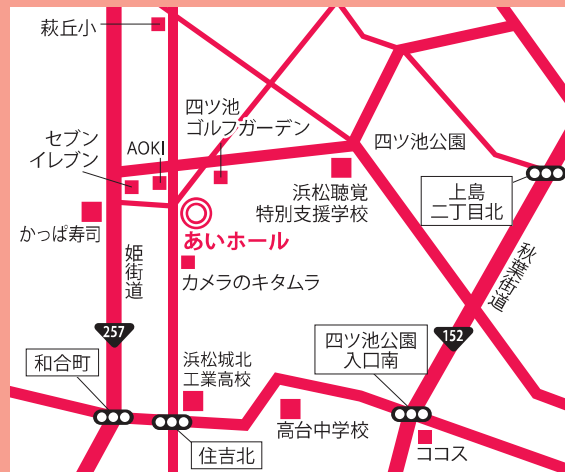 萩丘小
四ツ池
ゴルフガーデン
セブン
イレブン
AOKI
四ツ池公園
浜松聴覚
特別支援学校
上島
二丁目北
かっぱ寿司
あいホール
カメラのキタムラ
姫街道
秋葉街道
257
152
和合町
浜松城北
工業高校
四ツ池公園
入口南
高台中学校
住吉北
ココス